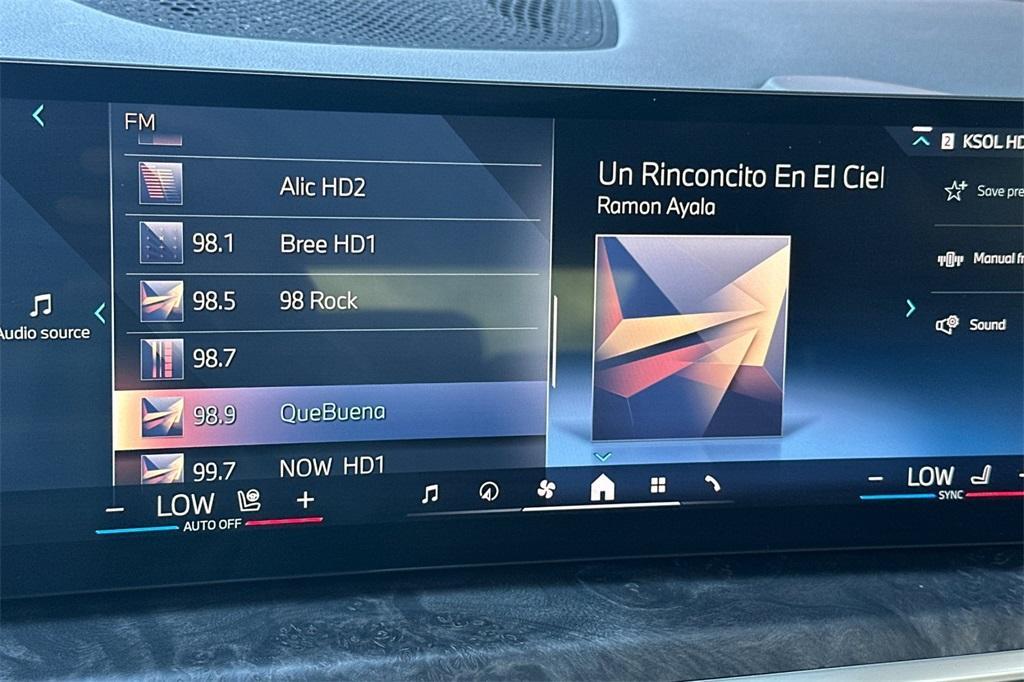 FM
Alic HD2
98.1 Bree HD1
98.5 98 Rock
98.7
98.9 QueBuena
99.7 NOW HD1
Audio source
Un Rinconcito En El Ciel
Ramon Ayala
2 KSOL HD
Save pre
Manual fr
Sound
− LOW +
AUTO OFF
− LOW
SYNC